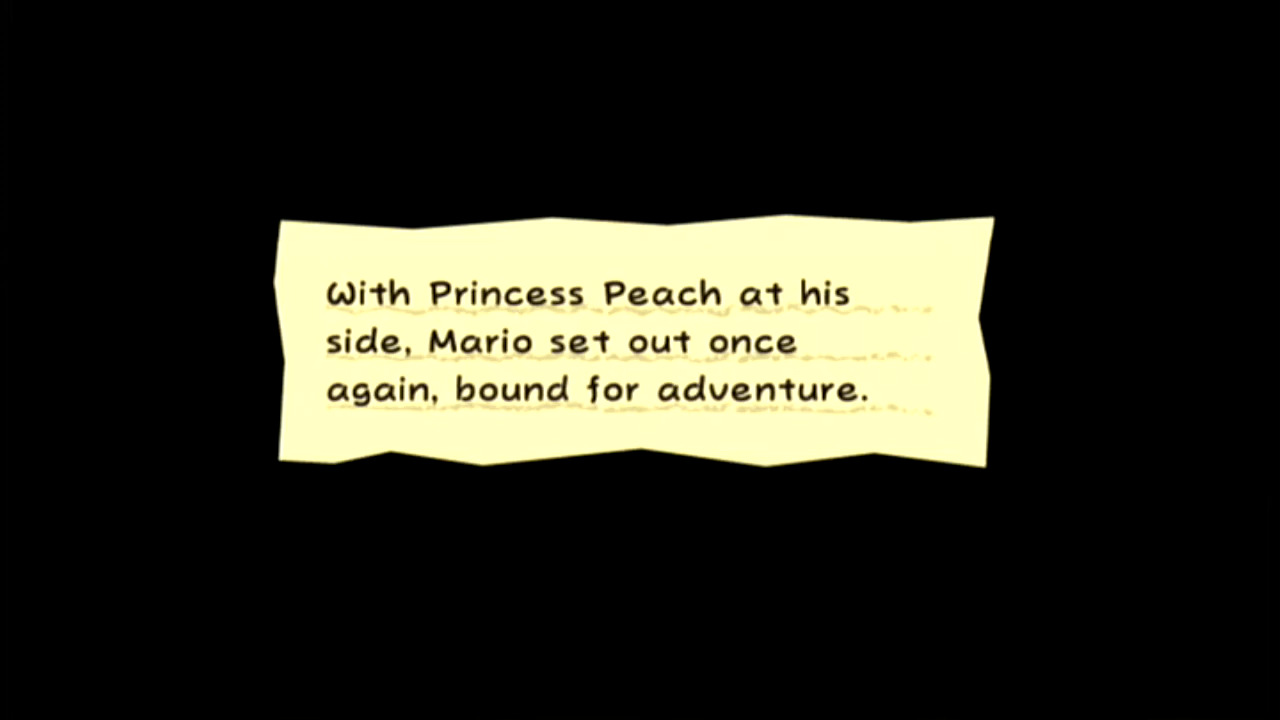 With Princess Peach at his
side, Mario set out once
again, bound for adventure.